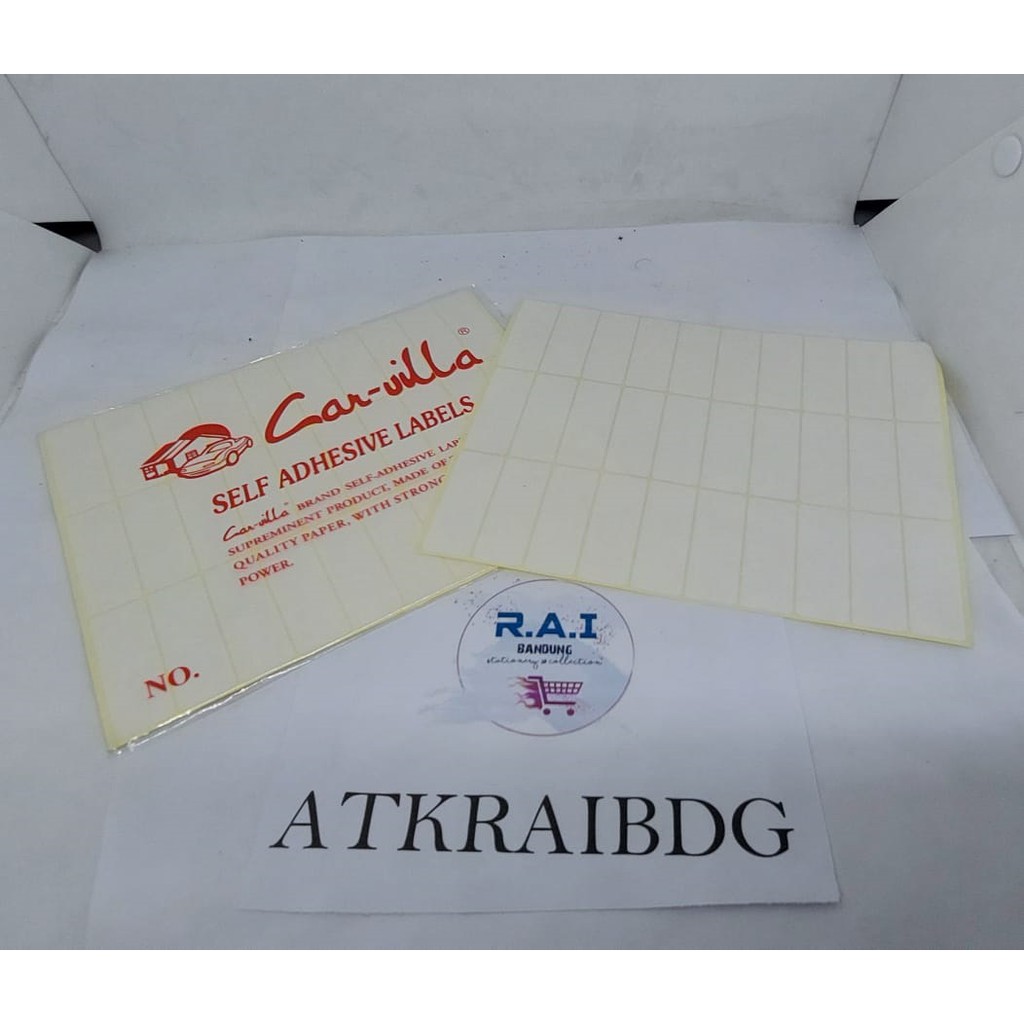 Car-villa ®
SELF ADHESIVE LABELS
Car-villa BRAND SELF-ADHESIVE
SUPREMINENT PRODUCT, MADE OF
QUALITY PAPER, WITH STRONG
POWER.
NO.
R.A.I
BANDUNG
stationery & collection
ATKRAIBDG